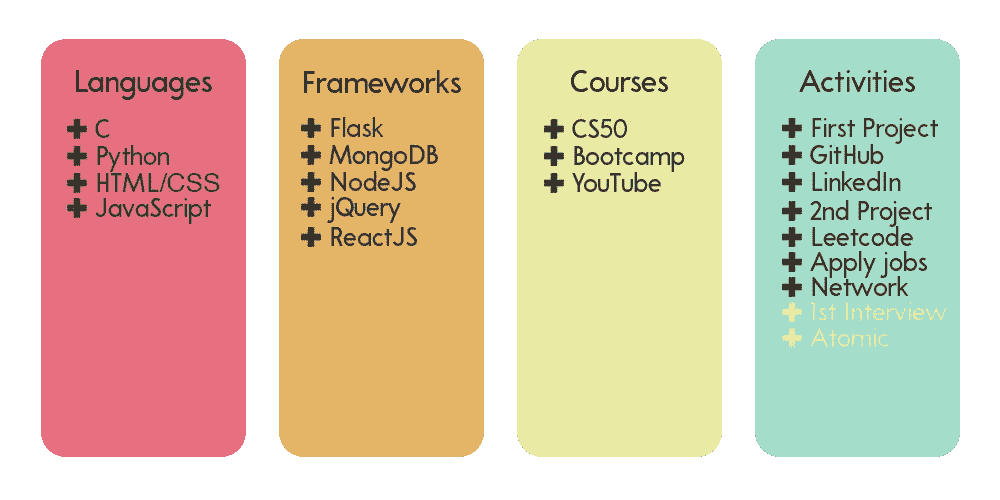 Languages
C
Python
HTML/CSS
JavaScript
Frameworks
Flask
MongoDB
NodeJS
jQuery
ReactJS
Courses
CS50
Bootcamp
YouTube
Activities
First Project
GitHub
LinkedIn
2nd Project
Leetcode
Apply jobs
Network
1st Interview
Atomic